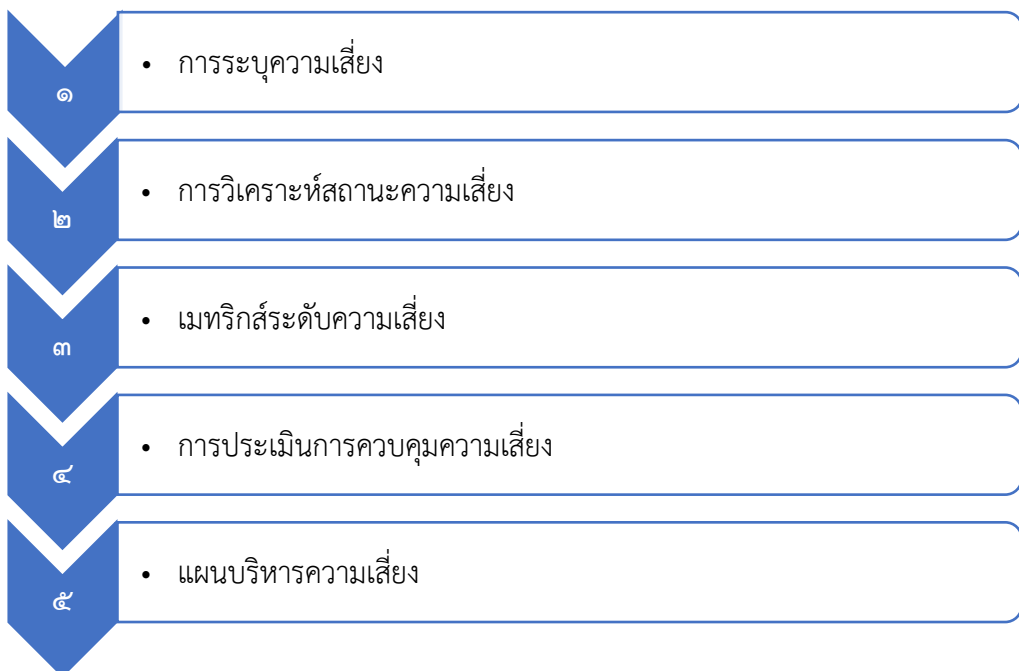 ๑
• การระบุความเสี่ยง
๒
• การวิเคราะห์สถานะความเสี่ยง
๓
• เมทริกส์ระดับความเสี่ยง
๔
• การประเมินการควบคุมความเสี่ยง
๕
• แผนบริหารความเสี่ยง